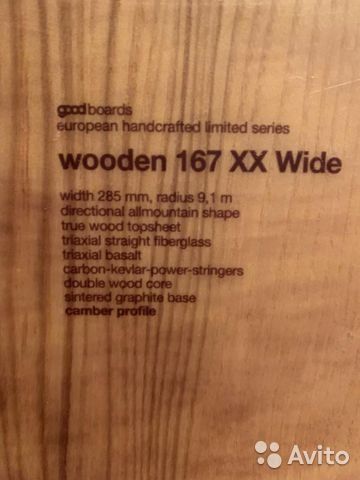 goodboards
european handcrafted limited series
wooden 167 XX Wide
width 285 mm, radius 9,1 m
directional allmountain shape
true wood topsheet
triaxial straight fiberglass
triaxial basalt
carbon-kevlar-power-stringers
double wood core
sintered graphite base
camber profile
Avito